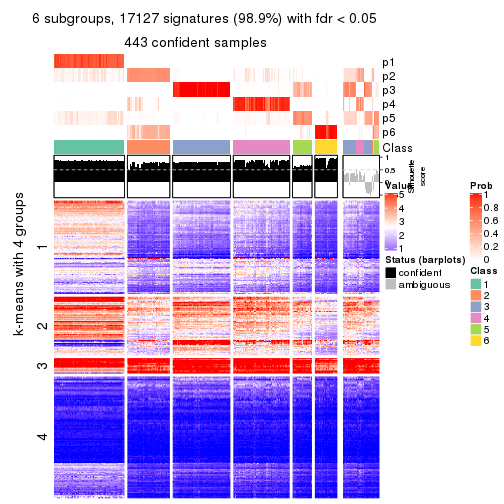 6 subgroups, 17127 signatures (98.9%) with fdr < 0.05
443 confident samples
p1
p2
p3
p4
p5
p6
Class
1
0.5
0
Silhouette
score
k-means with 4 groups
1
2
3
4
Value
5
4
3
2
1
Status (barplots)
confident
ambiguous
Prob
1
0.8
0.6
0.4
0.2
0
Class
1
2
3
4
5
6